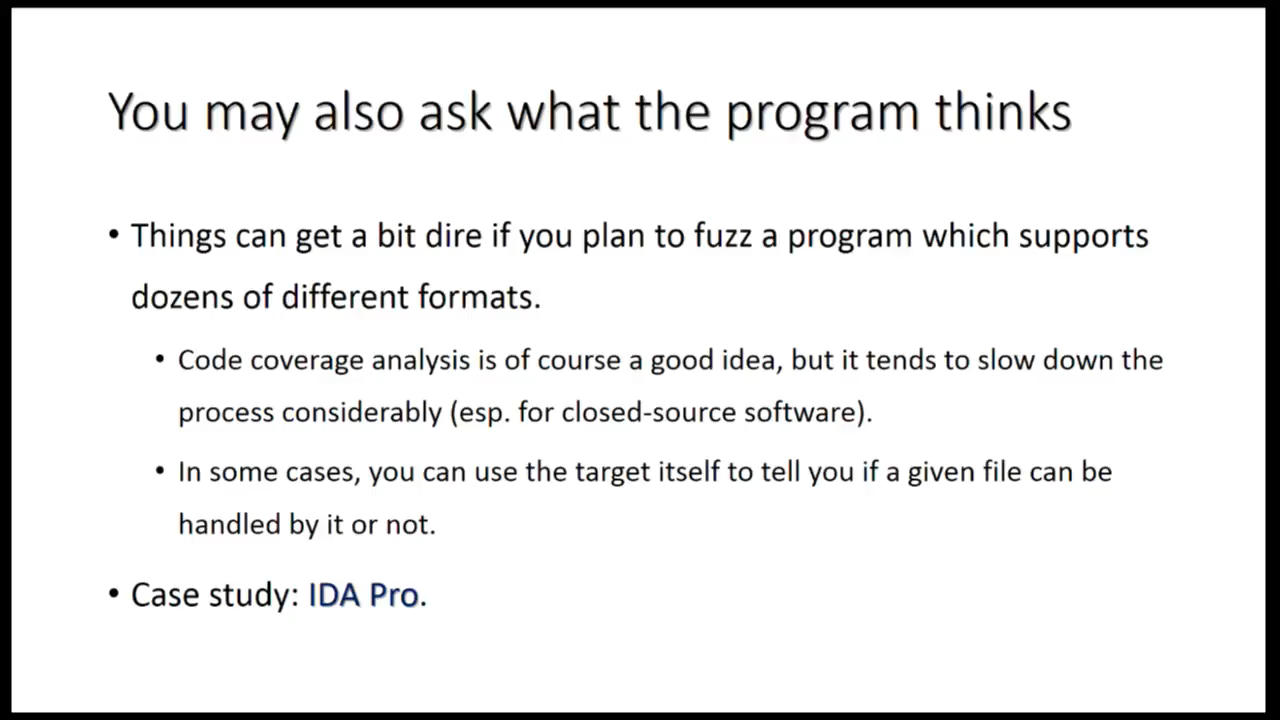 You may also ask what the program thinks
• Things can get a bit dire if you plan to fuzz a program which supports
dozens of different formats.
• Code coverage analysis is of course a good idea, but it tends to slow down the
process considerably (esp. for closed-source software).
• In some cases, you can use the target itself to tell you if a given file can be
handled by it or not.
• Case study: IDA Pro.